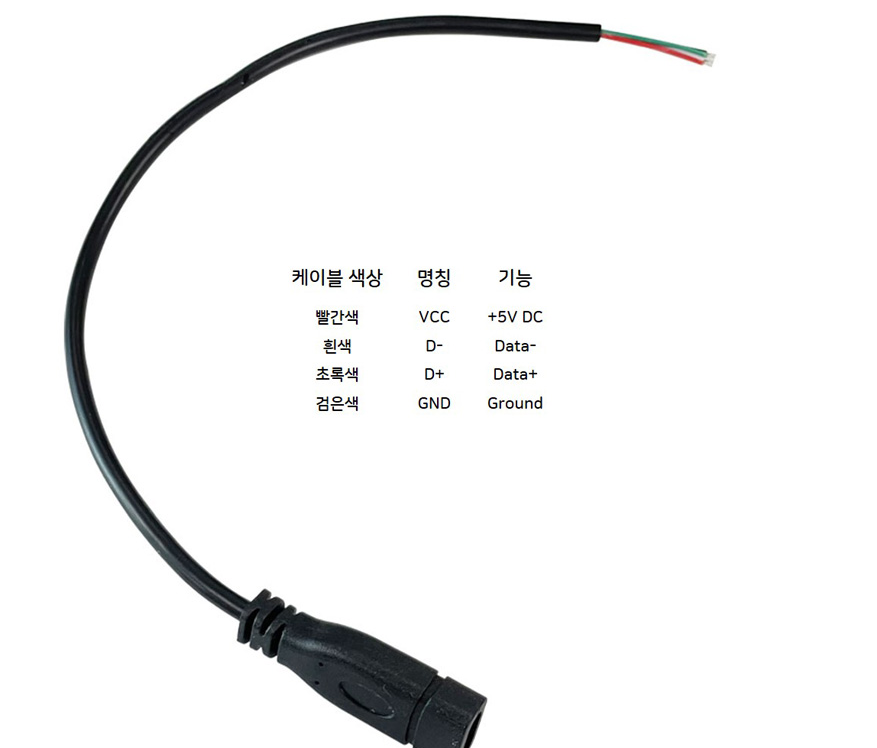 케이블 색상 명칭 기능
빨간색 VCC +5V DC
흰색 D- Data-
초록색 D+ Data+
검은색 GND Ground